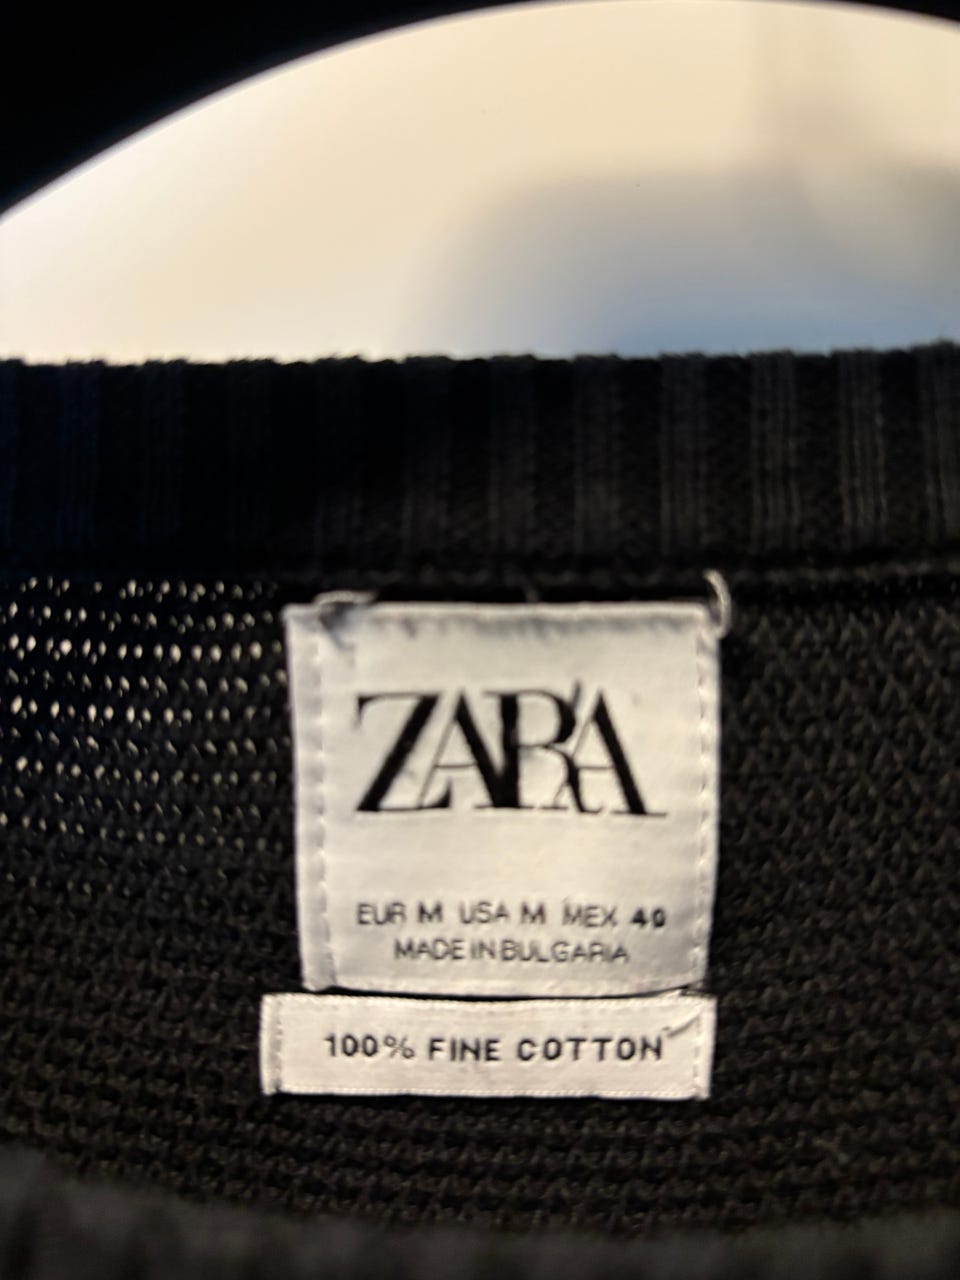 ZARA
EUR M USA M MEX 40
MADE IN BULGARIA
100% FINE COTTON